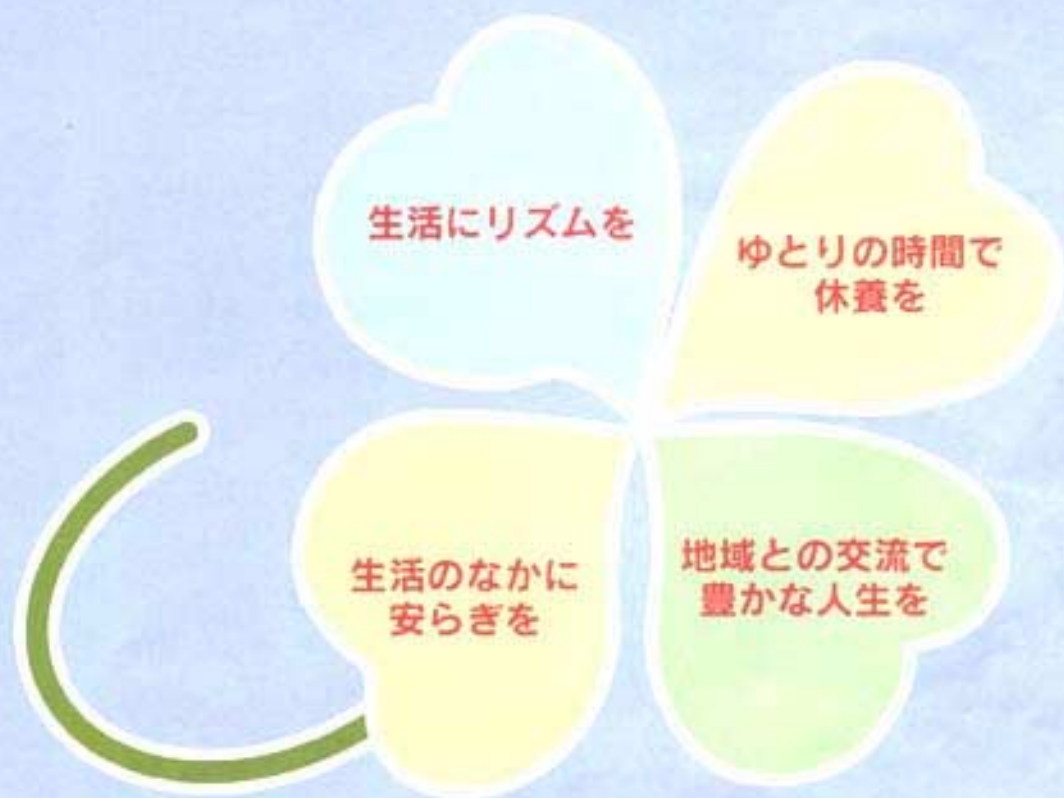 生活にリズムを
ゆとりの時間で
休養を
生活のなかに
安らぎを
地域との交流で
豊かな人生を